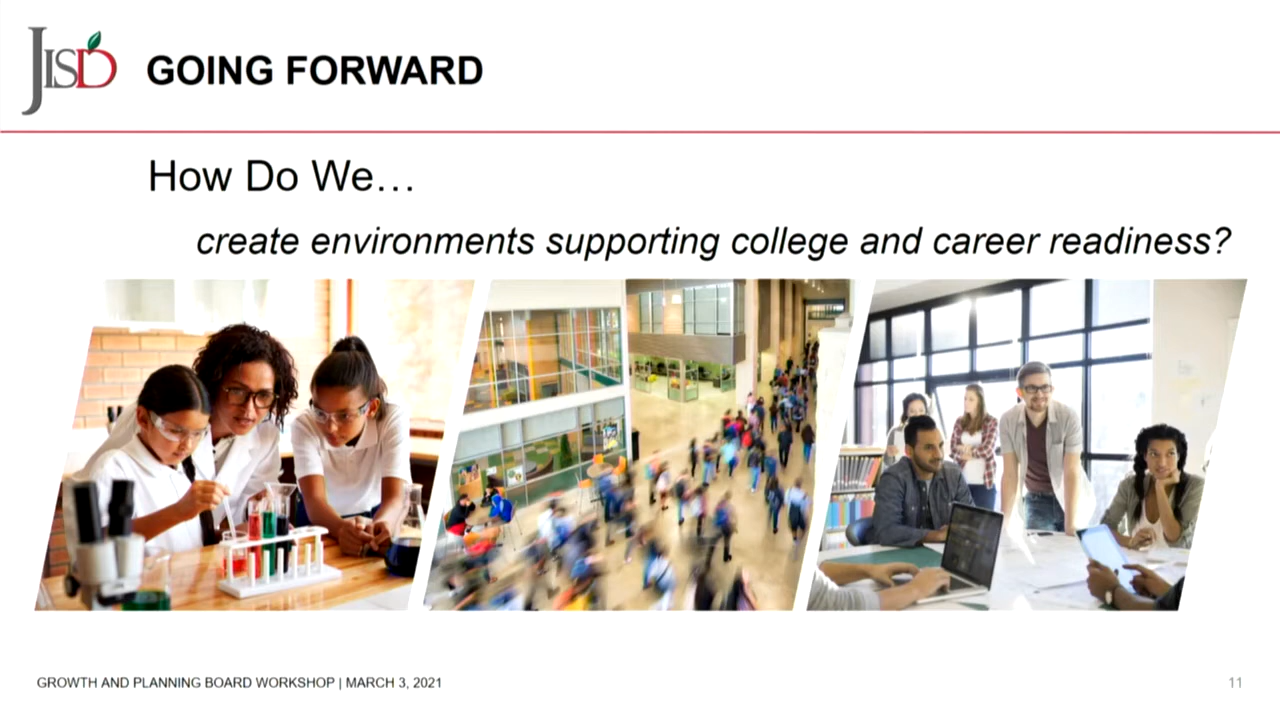 JISD
GOING FORWARD
How Do We…
create environments supporting college and career readiness?
GROWTH AND PLANNING BOARD WORKSHOP | MARCH 3, 2021
11